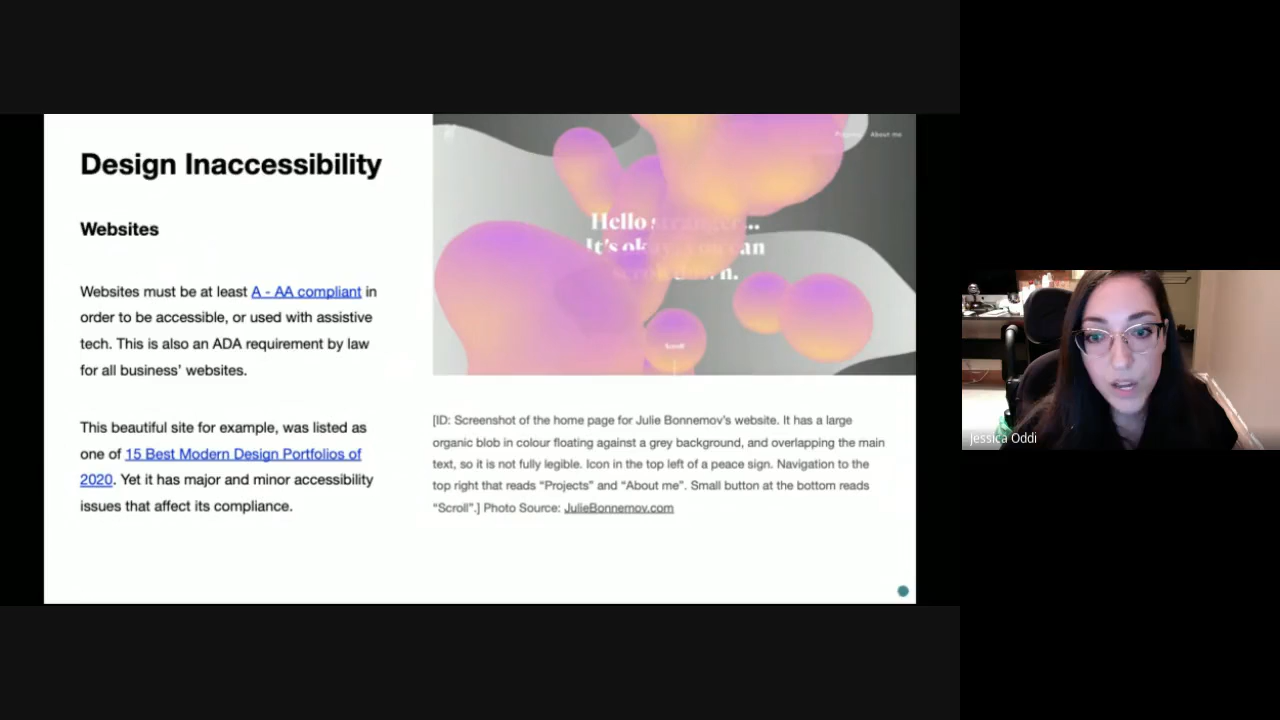 Design Inaccessibility
Websites
Websites must be at least A - AA compliant in
order to be accessible, or used with assistive
tech. This is also an ADA requirement by law
for all business' websites.
This beautiful site for example, was listed as
one of 15 Best Modern Design Portfolios of
2020. Yet it has major and minor accessibility
issues that affect its compliance.
About me
Hello
It's
scroll down.
Scroll
[ID: Screenshot of the home page for Julie Bonnemov's website. It has a large
organic blob in colour floating against a grey background, and overlapping the main
text, so it is not fully legible. Icon in the top left of a peace sign. Navigation to the
top right that reads “Projects” and “About me”. Small button at the bottom reads
“Scroll”.] Photo Source: JulieBonnemov.com
Jessica Oddi